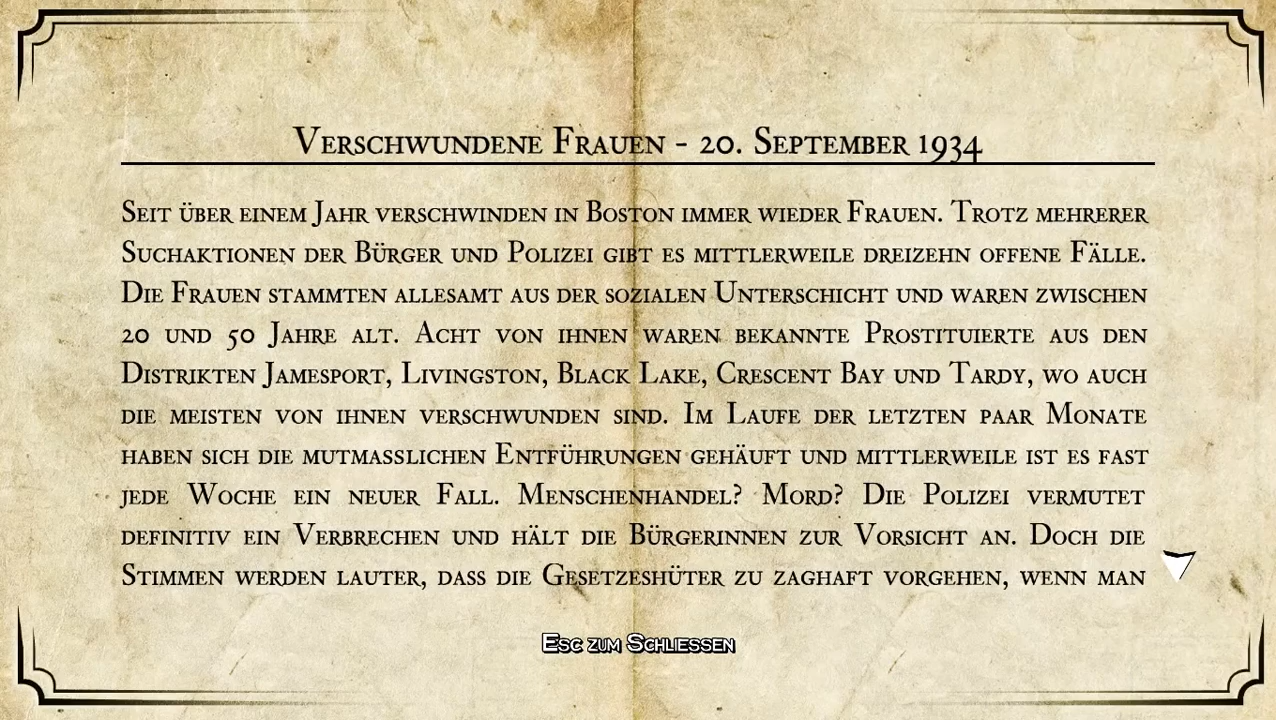 Verschwundene Frauen - 20. September 1934
Seit über einem Jahr verschwinden in Boston immer wieder Frauen. Trotz mehrerer
Suchaktionen der Bürger und Polizei gibt es mittlerweile dreizehn offene Fälle.
Die Frauen stammten allesamt aus der sozialen Unterschicht und waren zwischen
20 und 50 Jahre alt. Acht von ihnen waren bekannte Prostituierte aus den
Distrikten Jamesport, Livingston, Black Lake, Crescent Bay und Tardy, wo auch
die meisten von ihnen verschwunden sind. Im Laufe der letzten paar Monate
haben sich die mutmasslichen Entführungen gehäuft und mittlerweile ist es fast
jede Woche ein neuer Fall. Menschenhandel? Mord? Die Polizei vermutet
definitiv ein Verbrechen und hält die Bürgerinnen zur Vorsicht an. Doch die
Stimmen werden lauter, dass die Gesetzeshüter zu zaghaft vorgehen, wenn man
Esc zum Schliessen